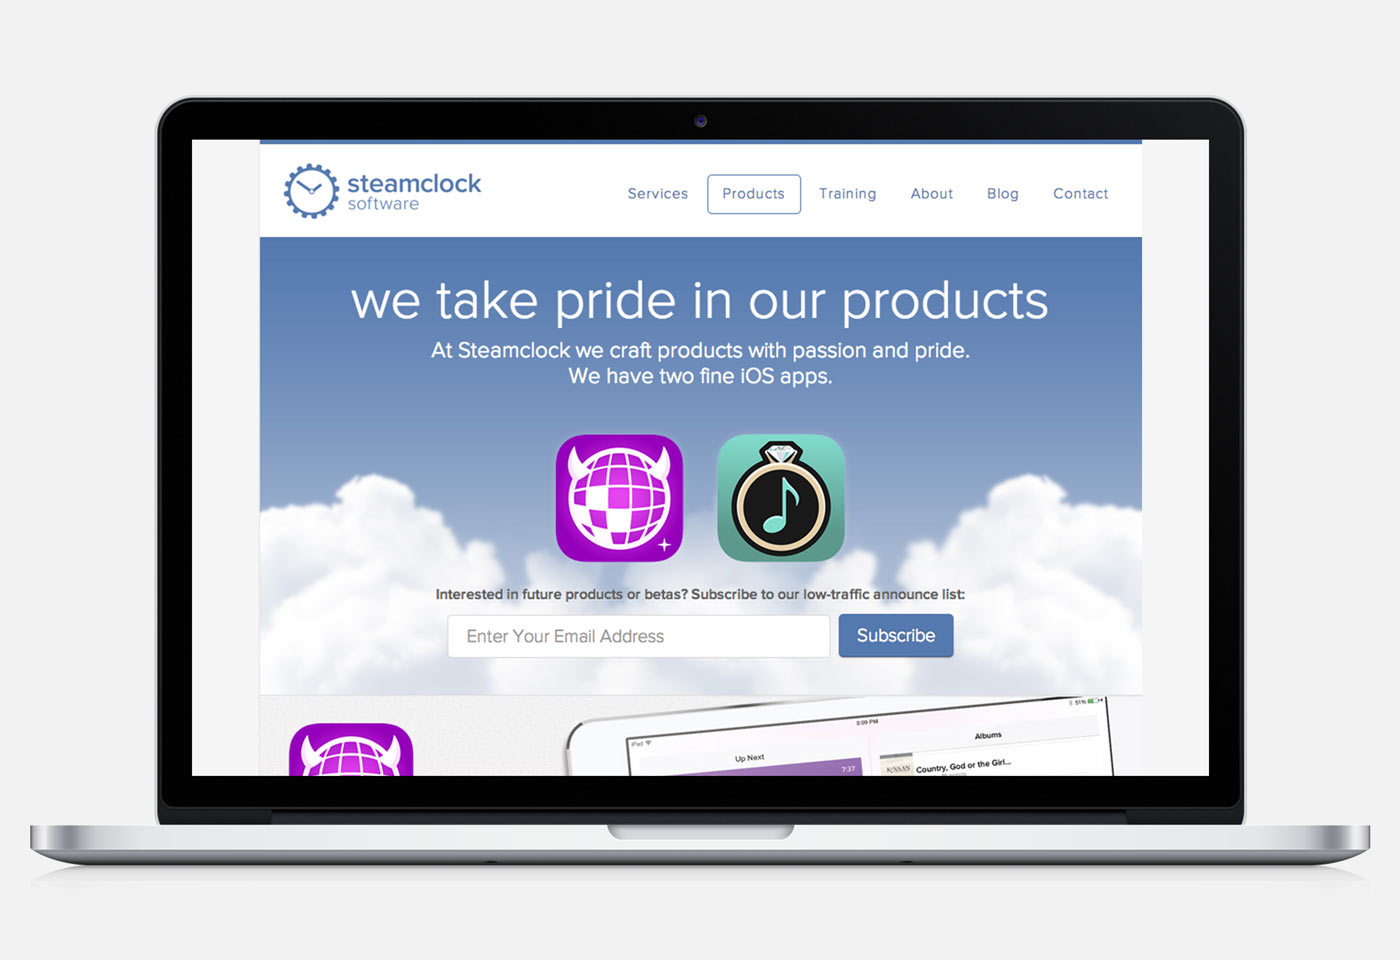 steamclock
software
Services Products Training About Blog Contact
we take pride in our products
At Steamclock we craft products with passion and pride.
We have two fine iOS apps.
Interested in future products or betas? Subscribe to our low-traffic announce list:
Enter Your Email Address
Subscribe
iPad
3:09 PM
51%
Up Next
Albums
7:37
K'NAAN
Country, God or the Girl...